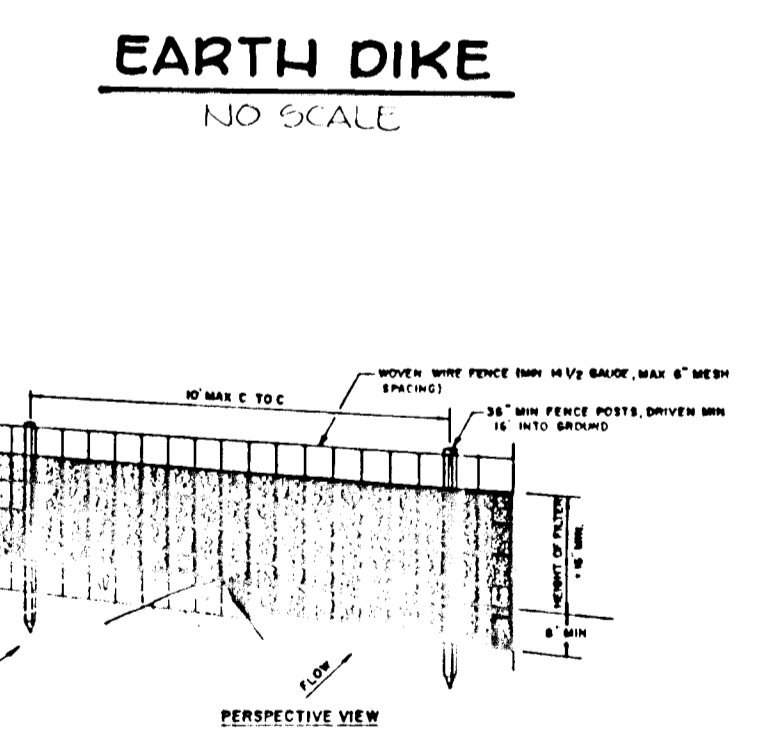 EARTH DIKE
NO SCALE
WOVEN WIRE FENCE (MIN 14 1/2 GAUGE, MAX 6" MESH
SPACING)
10' MAX C TO C
36" MIN FENCE POSTS, DRIVEN MIN
16" INTO GROUND
HEIGHT OF FILTER
MIN.
8" MIN
FLOW
PERSPECTIVE VIEW